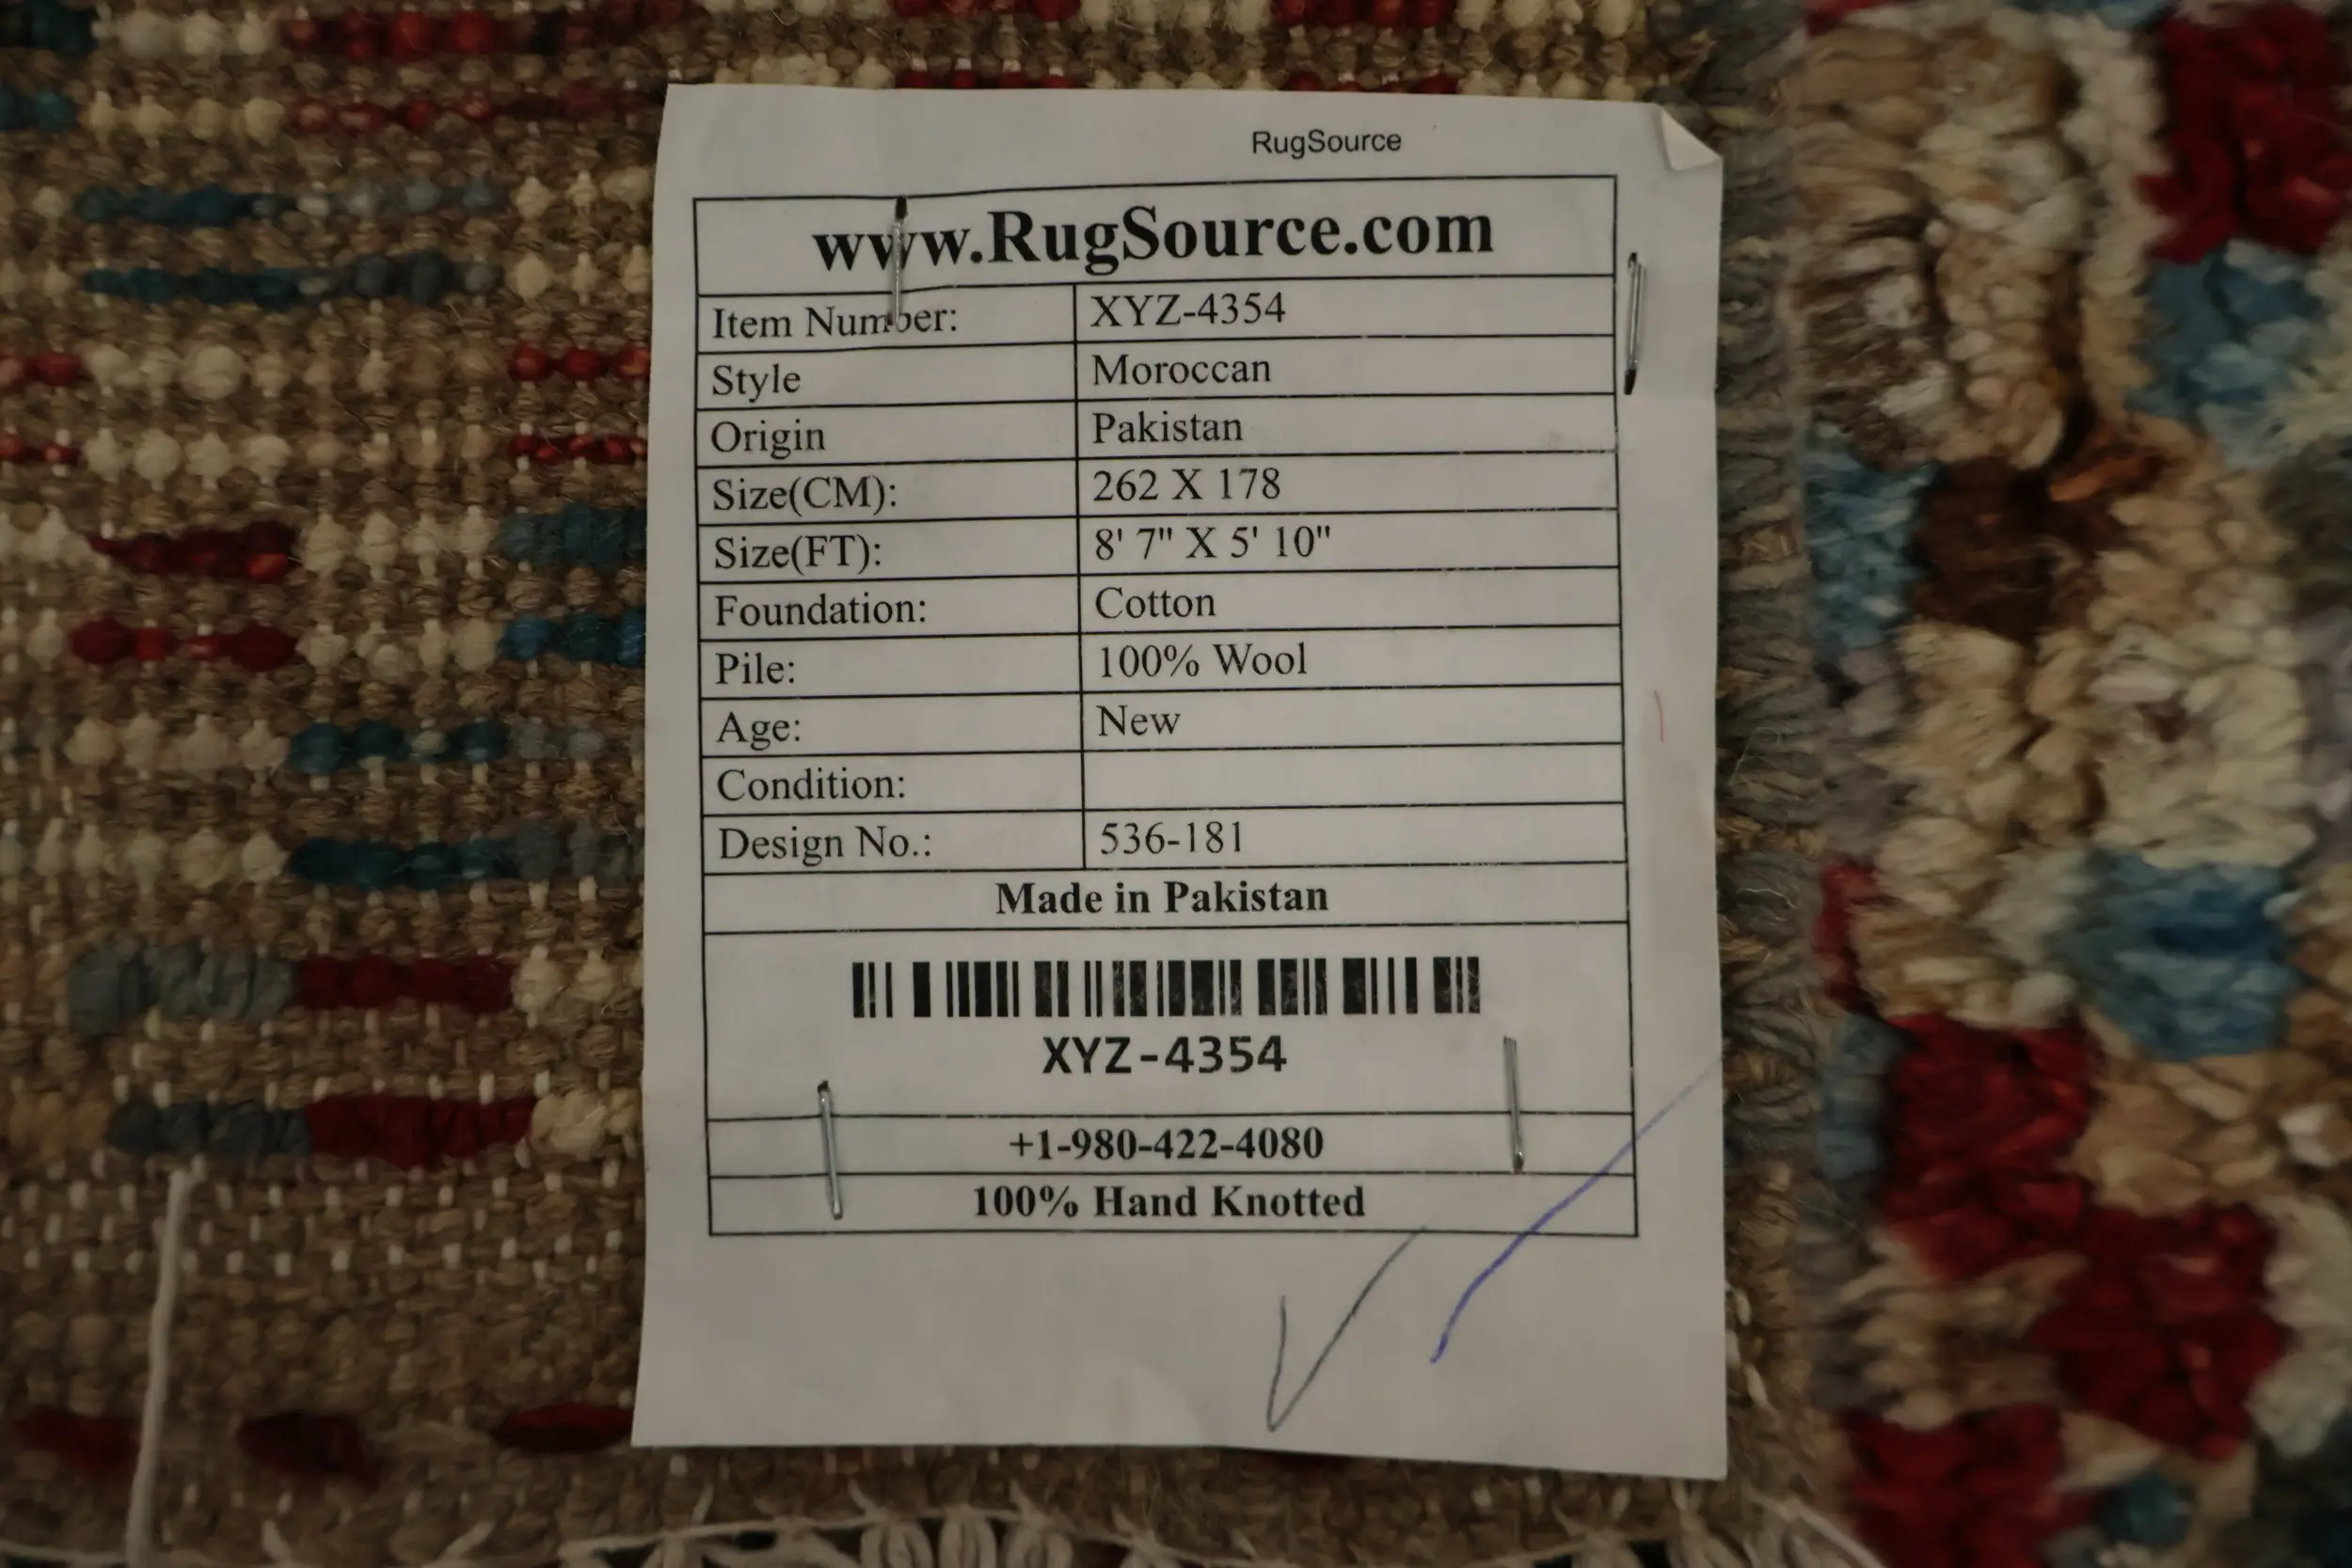 RugSource
www.RugSource.com
Item Number: XYZ-4354
Style Moroccan
Origin Pakistan
Size(CM): 262 X 178
Size(FT): 8' 7" X 5' 10"
Foundation: Cotton
Pile: 100% Wool
Age: New
Condition:
Design No.: 536-181
Made in Pakistan
XYZ-4354
+1-980-422-4080
100% Hand Knotted